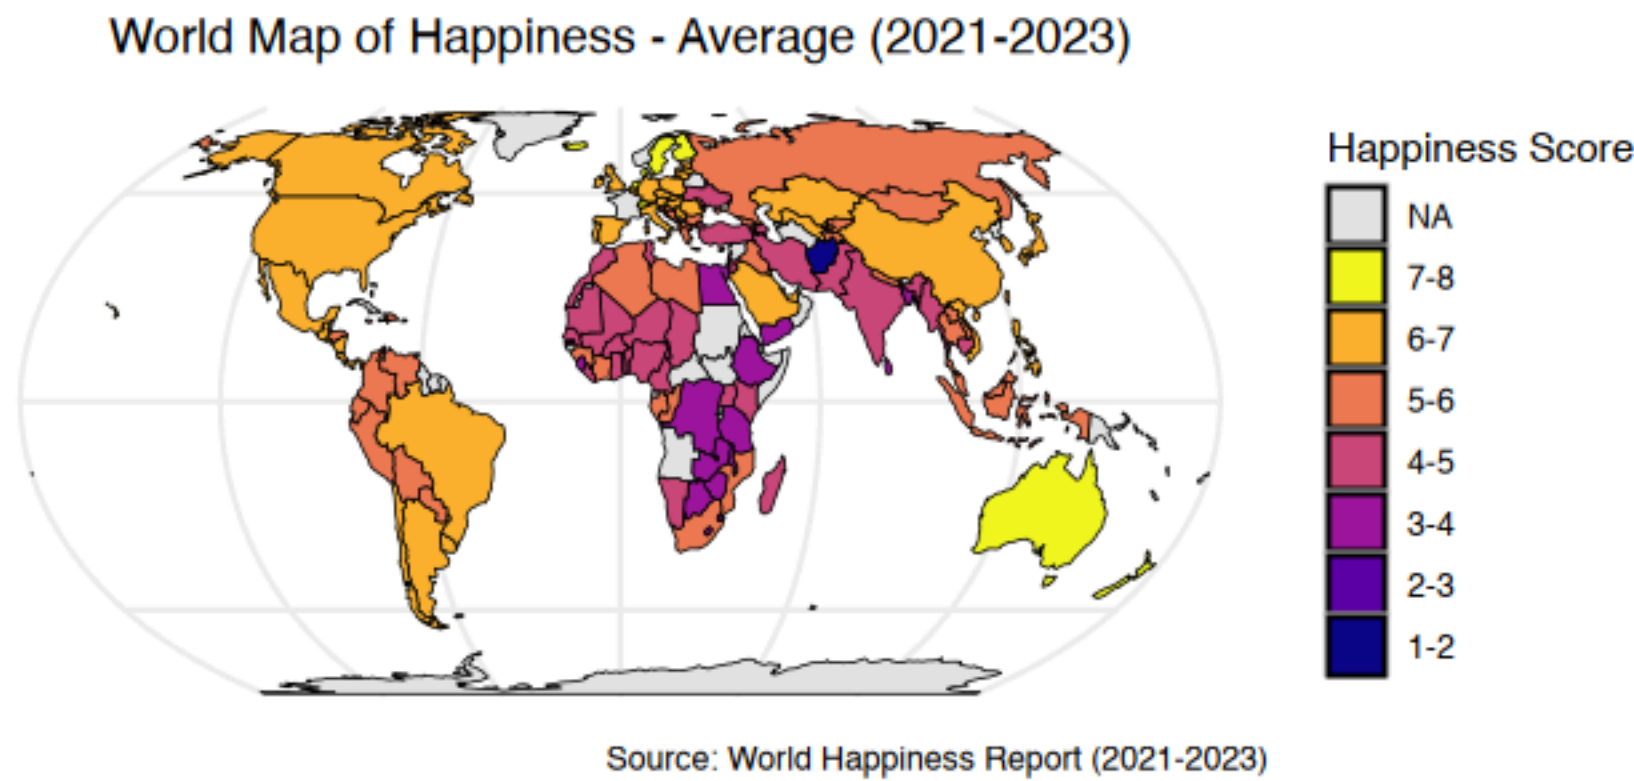 World Map of Happiness - Average (2021-2023)
Happiness Score
NA
7-8
6-7
5-6
4-5
3-4
2-3
1-2
Source: World Happiness Report (2021-2023)